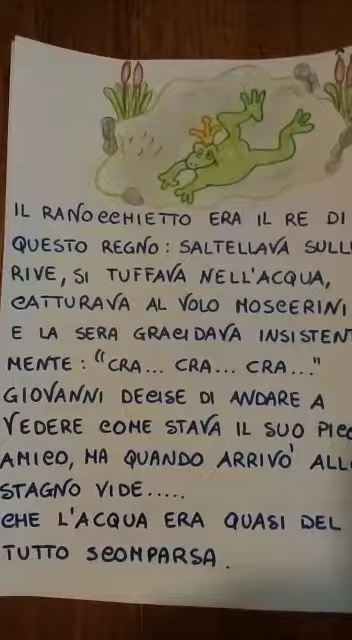 IL RANOCCHIETTO ERA IL RE DI
QUESTO REGNO: SALTELLAVA SULL
RIVE, SI TUFFAVA NELL'ACQUA,
CATTURAVA AL VOLO MOSCERINI
E LA SERA GRACIDAVA INSISTEN
MENTE: "CRA... CRA... CRA..."
GIOVANNI DECISE DI ANDARE A
VEDERE COME STAVA IL SUO PICC
AMICO, MA QUANDO ARRIVÒ ALL
STAGNO VIDE.....
CHE L'ACQUA ERA QUASI DEL
TUTTO SCOMPARSA.